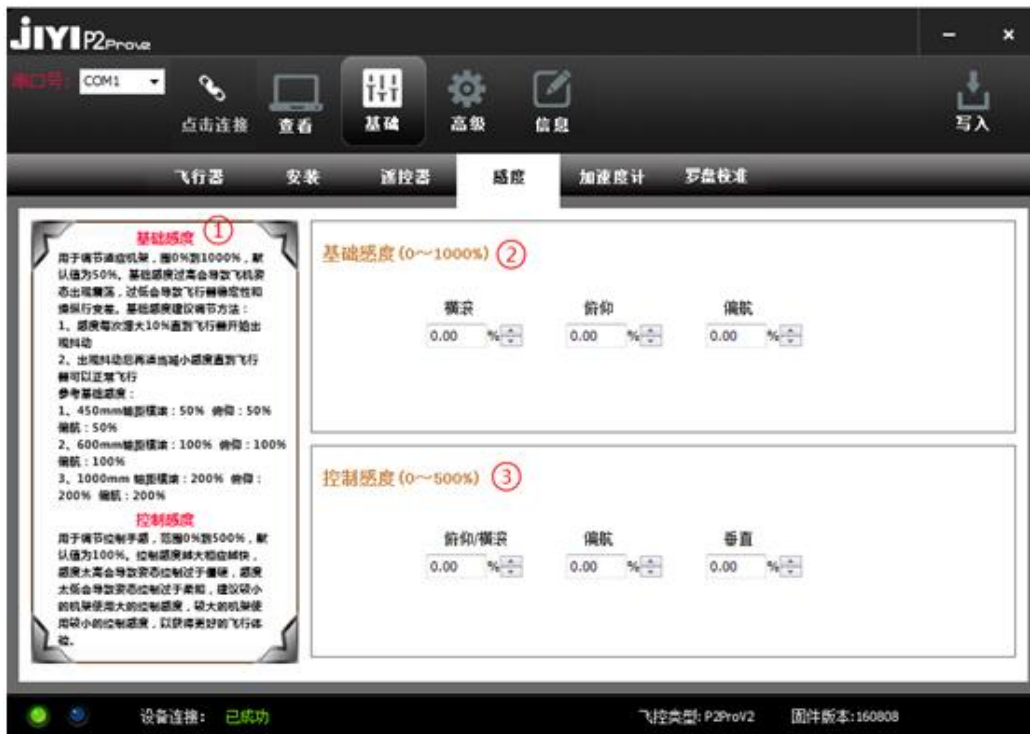 JIYI P2Prove
串口号: COM1
点击连接 查看 基础 高级 信息 写入
飞行器 安装 遥控器 感度 加速度计 罗盘校准
基础感度 ①
用于调节适应机架，围0%到1000%，默
认值为50%。基础感度过高会导致飞机姿
态出现震荡，过低会导致飞行器稳定性和
操纵行变差。基础感度建议调节方法：
1、感度每次增大10%直到飞行器开始出
现抖动
2、出现抖动后再适当减小感度直到飞行
器可以正常飞行
参考基础感度：
1、450mm轴距横滚：50% 俯仰：50%
偏航：50%
2、600mm轴距横滚：100% 俯仰：100%
偏航：100%
3、1000mm 轴距横滚：200% 俯仰：
200% 偏航：200%
控制感度
用于调节控制手感，范围0%到500%，默
认值为100%。控制感度越大相应越快，
感度太高会导致姿态控制过于僵硬，感度
太低会导致姿态控制过于柔和，建议较小
的机架使用大的控制感度，较大的机架使
用较小的控制感度，以获得更好的飞行体
验。
基础感度(0～1000%) ②
横滚 俯仰 偏航
0.00 % 0.00 % 0.00 %
控制感度(0～500%) ③
俯仰/横滚 偏航 垂直
0.00 % 0.00 % 0.00 %
设备连接: 已成功 飞控类型: P2ProV2 固件版本:160808